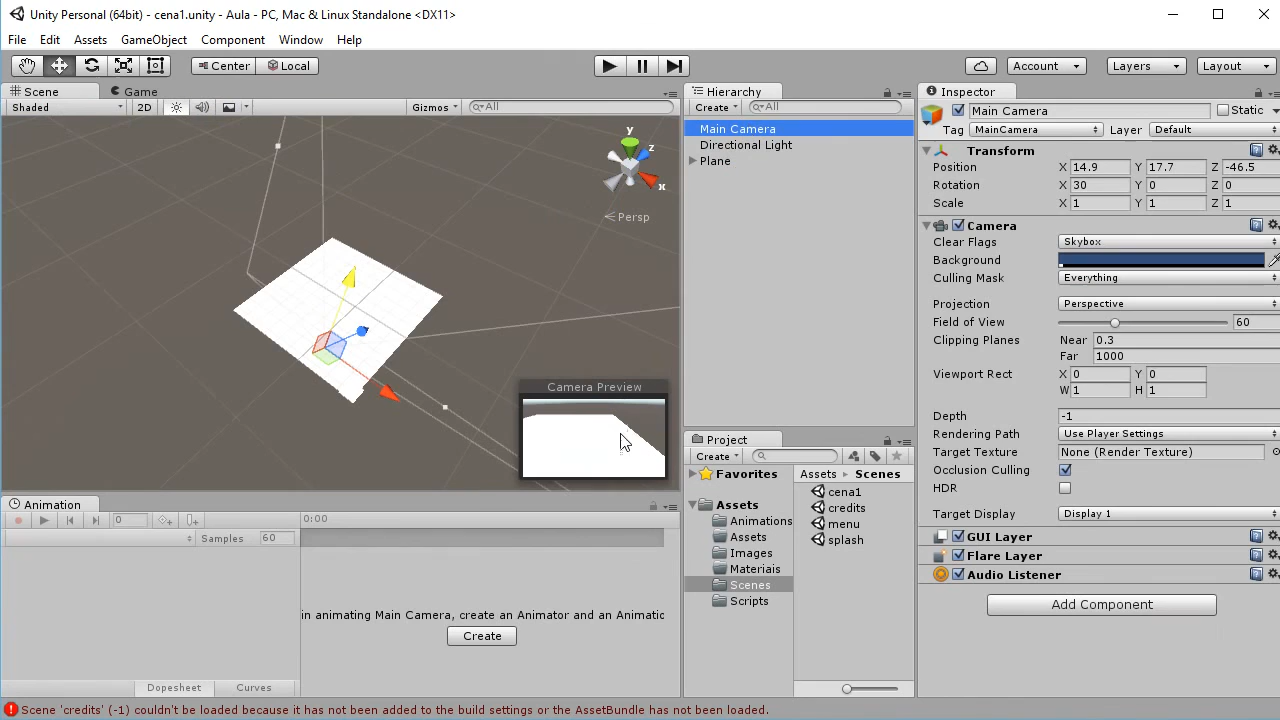 Unity Personal (64bit) - cena1.unity - Aula - PC, Mac & Linux Standalone <DX11>
File Edit Assets GameObject Component Window Help
Center Local Account Layers Layout
Scene Game
Shaded 2D Gizmos All
y
z
x
Persp
Camera Preview
Hierarchy
Create All
Main Camera
Directional Light
Plane
Project
Create
Favorites
Assets
Animations
Assets
Images
Materiais
Scenes
Scripts
Assets Scenes
cena1
credits
menu
splash
Inspector
Main Camera Static
Tag MainCamera Layer Default
Transform
Position X 14.9 Y 17.7 Z -46.5
Rotation X 30 Y 0 Z 0
Scale X 1 Y 1 Z 1
Camera
Clear Flags Skybox
Background
Culling Mask Everything
Projection Perspective
Field of View 60
Clipping Planes Near 0.3
Far 1000
Viewport Rect X 0 Y 0
W 1 H 1
Depth -1
Rendering Path Use Player Settings
Target Texture None (Render Texture)
Occlusion Culling
HDR
Target Display Display 1
GUI Layer
Flare Layer
Audio Listener
Add Component
Animation
0 0:00
Samples 60
in animating Main Camera, create an Animator and an Animatic
Create
Dopesheet Curves
Scene 'credits' (-1) couldn't be loaded because it has not been added to the build settings or the AssetBundle has not been loaded.